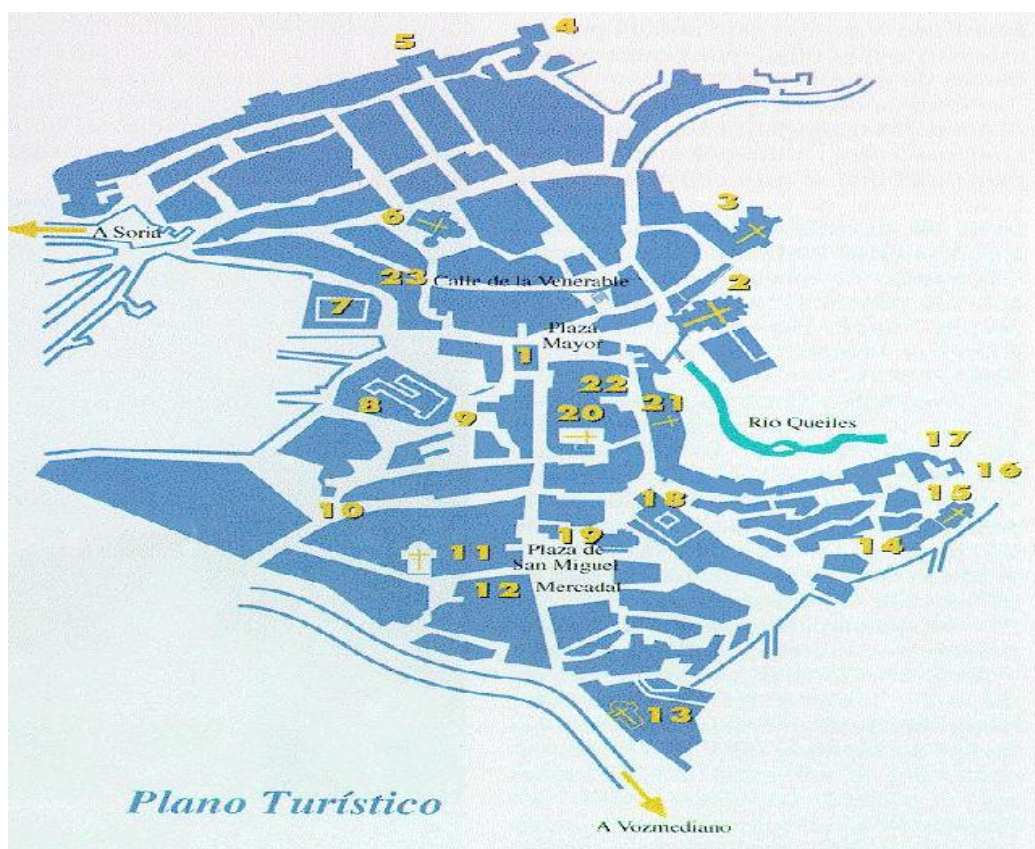 4
5
3
6
A Soria
2
23
Calle de la Venerable
7
Plaza
Mayor
1
22
8
9
20
21
Rio Queiles
17
16
15
10
18
14
19
11
Plaza de
San Miguel
12
Mercadal
13
Plano Turístico
A Vozmediano